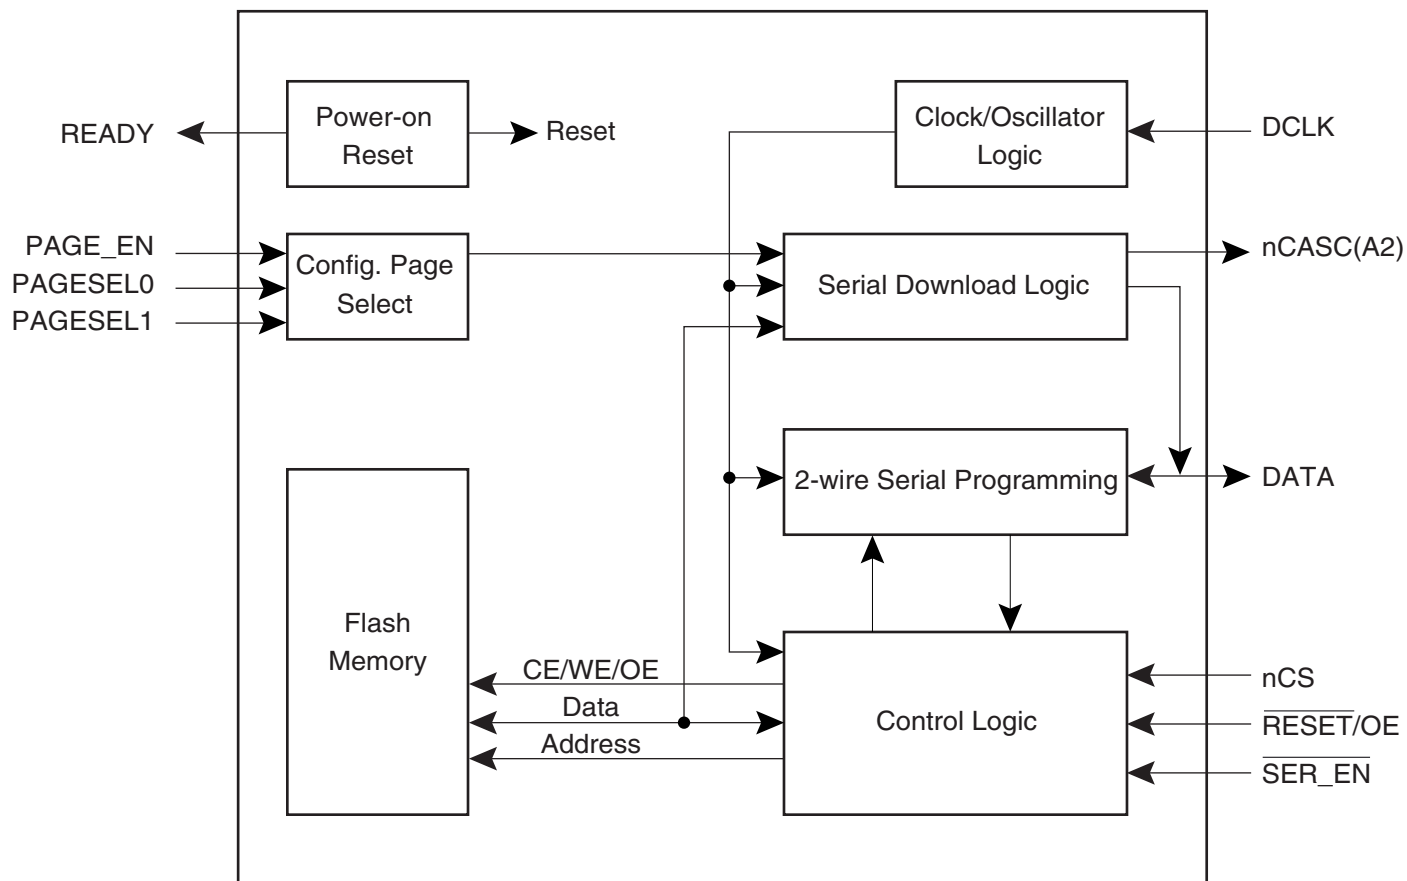 READY
Power-on
Reset
Reset
Clock/Oscillator
Logic
DCLK
PAGE_EN
PAGESEL0
PAGESEL1
Config. Page
Select
Serial Download Logic
nCASC(A2)
2-wire Serial Programming
DATA
Flash
Memory
CE/WE/OE
Data
Address
Control Logic
nCS
RESET/OE
SER_EN